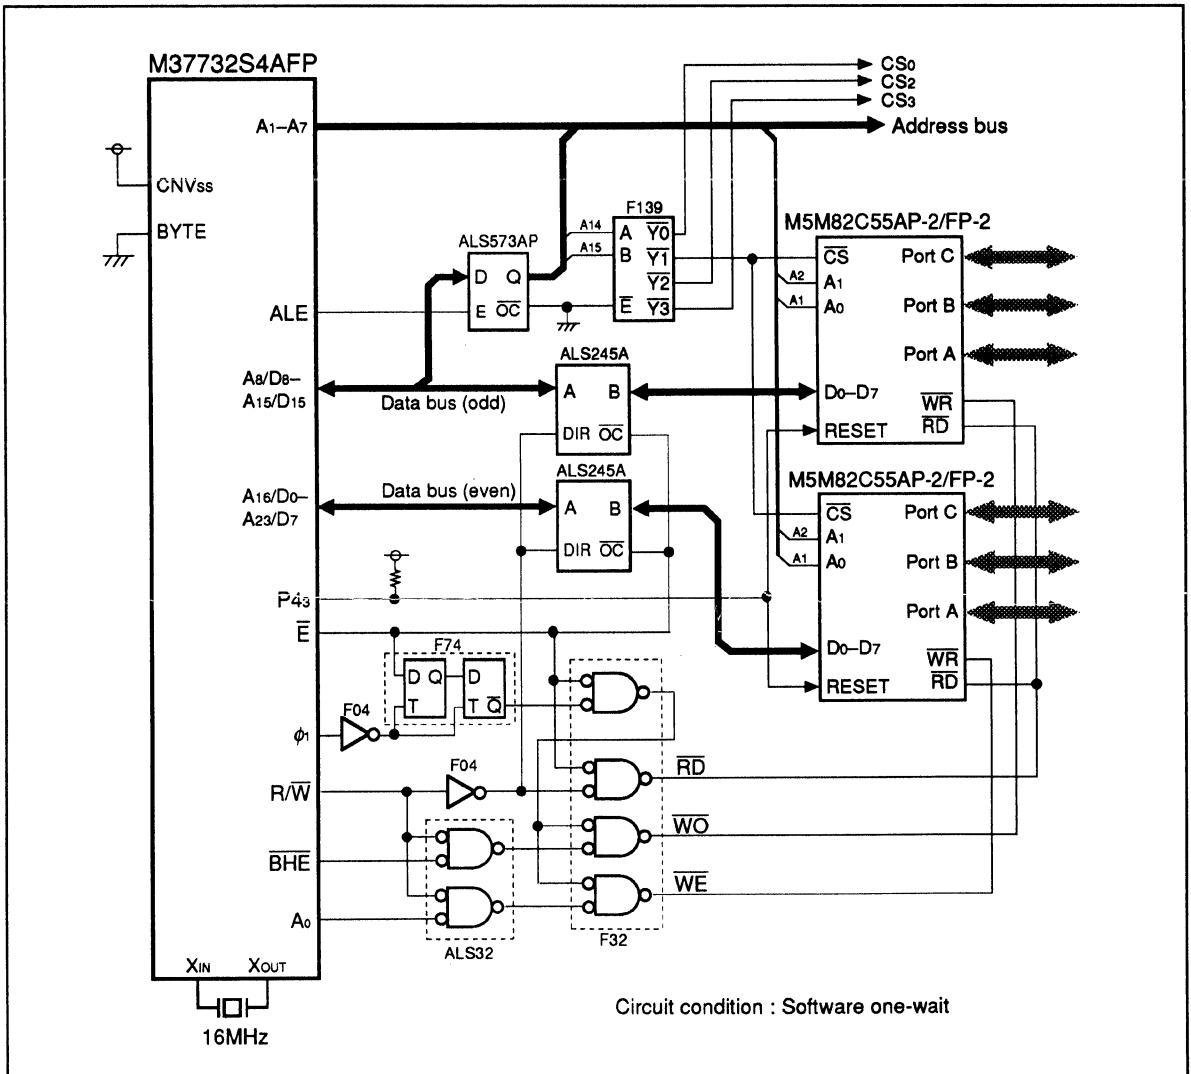 M37732S4AFP
A1–A7
CNVss
BYTE
ALE
A8/D8–
A15/D15
A16/D0–
A23/D7
P43
E
ϕ1
R/W
BHE
A0
XIN
XOUT
16MHz
CS0
CS2
CS3
Address bus
F139
A14
A15
A
B
E
Y0
Y1
Y2
Y3
ALS573AP
D
Q
E
OC
ALS245A
A
B
DIR
OC
Data bus (odd)
ALS245A
A
B
DIR
OC
Data bus (even)
M5M82C55AP-2/FP-2
CS
A2
A1
A1
A0
D0–D7
RESET
Port C
Port B
Port A
WR
RD
M5M82C55AP-2/FP-2
CS
A2
A1
A1
A0
D0–D7
RESET
Port C
Port B
Port A
WR
RD
F74
D
Q
T
D
T
Q
F04
F04
RD
WO
WE
ALS32
F32
Circuit condition : Software one-wait